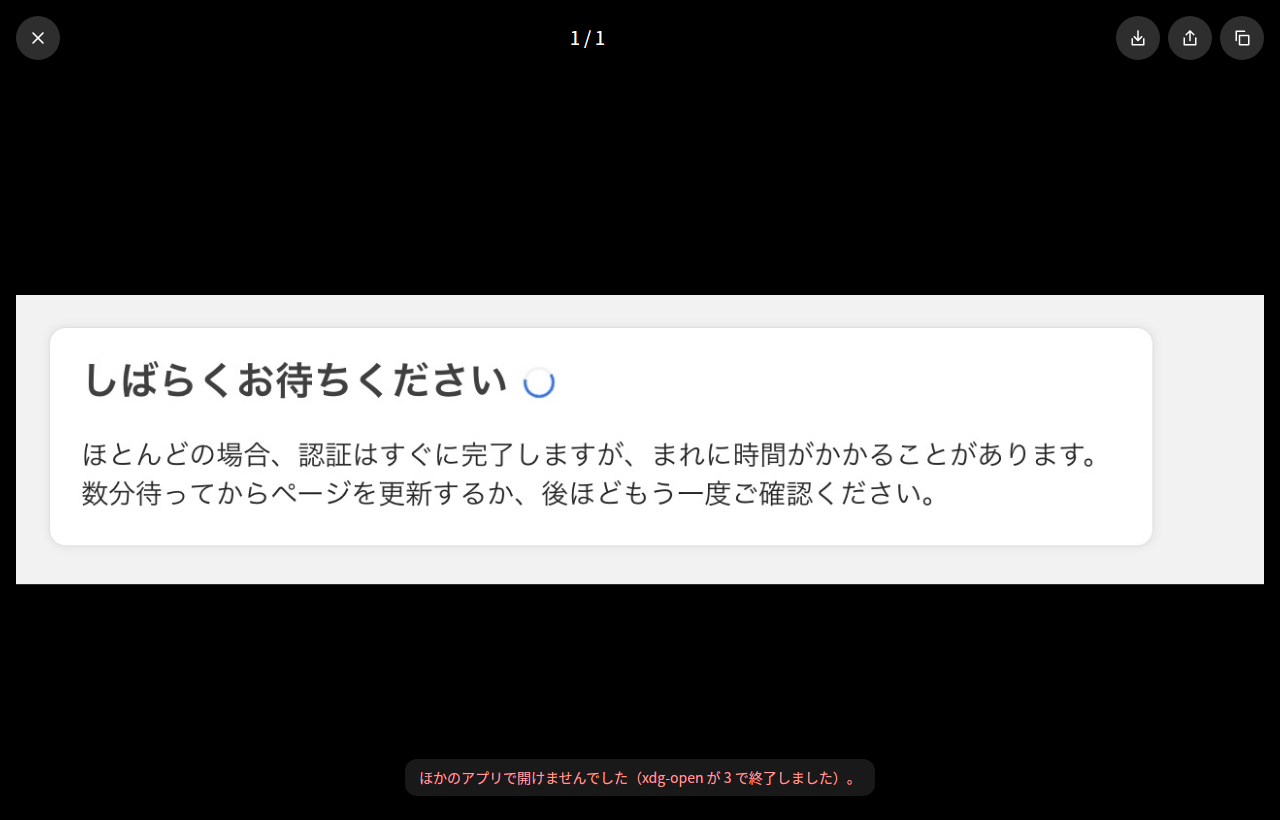 1 / 1
しばらくお待ちください
ほとんどの場合、認証はすぐに完了しますが、まれに時間がかかることがあります。
数分待ってからページを更新するか、後ほどもう一度ご確認ください。
ほかのアプリで開けませんでした（xdg-open が 3 で終了しました）。